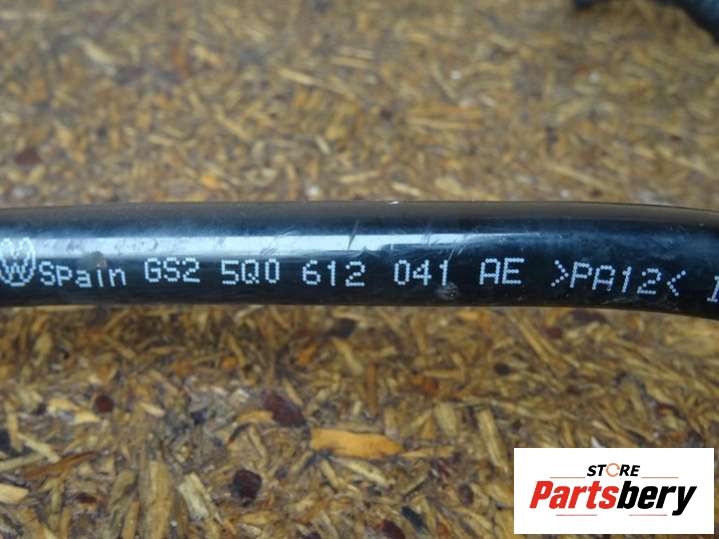 Spain GS2 5Q0 612 041 AE >PA12<
STORE
Partsbery